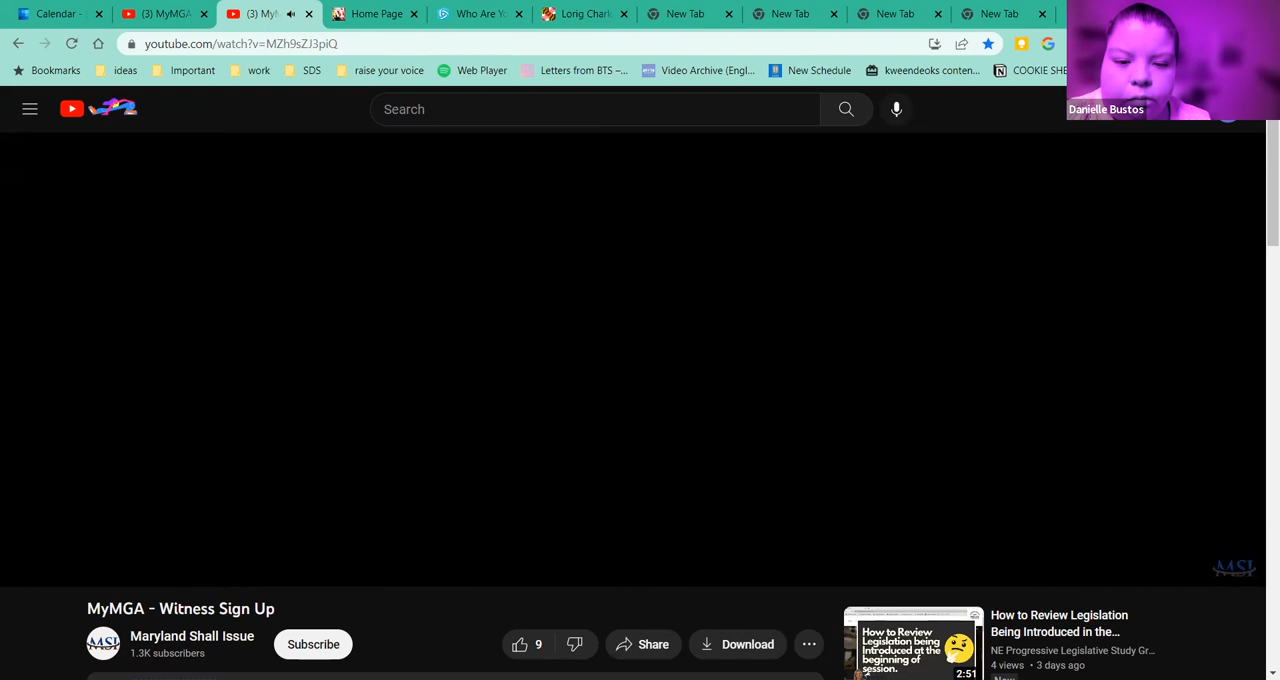 Calendar -
(3) MyMGA
(3) My
Home Page
Who Are Yo
Lorig Chark
New Tab
New Tab
New Tab
New Tab
youtube.com/watch?v=MZh9sZJ3piQ
Bookmarks
ideas
Important
work
SDS
raise your voice
Web Player
Letters from BTS –...
Video Archive (Engl...
New Schedule
kweendeoks conten...
COOKIE SHE
Danielle Bustos
Search
MSI
MyMGA - Witness Sign Up
MSI
Maryland Shall Issue
1.3K subscribers
Subscribe
9
Share
Download
How to Review
Legislation being
Introduced at the
beginning of
session.
2:51
How to Review Legislation
Being Introduced in the...
NE Progressive Legislative Study Gr...
4 views • 3 days ago
New